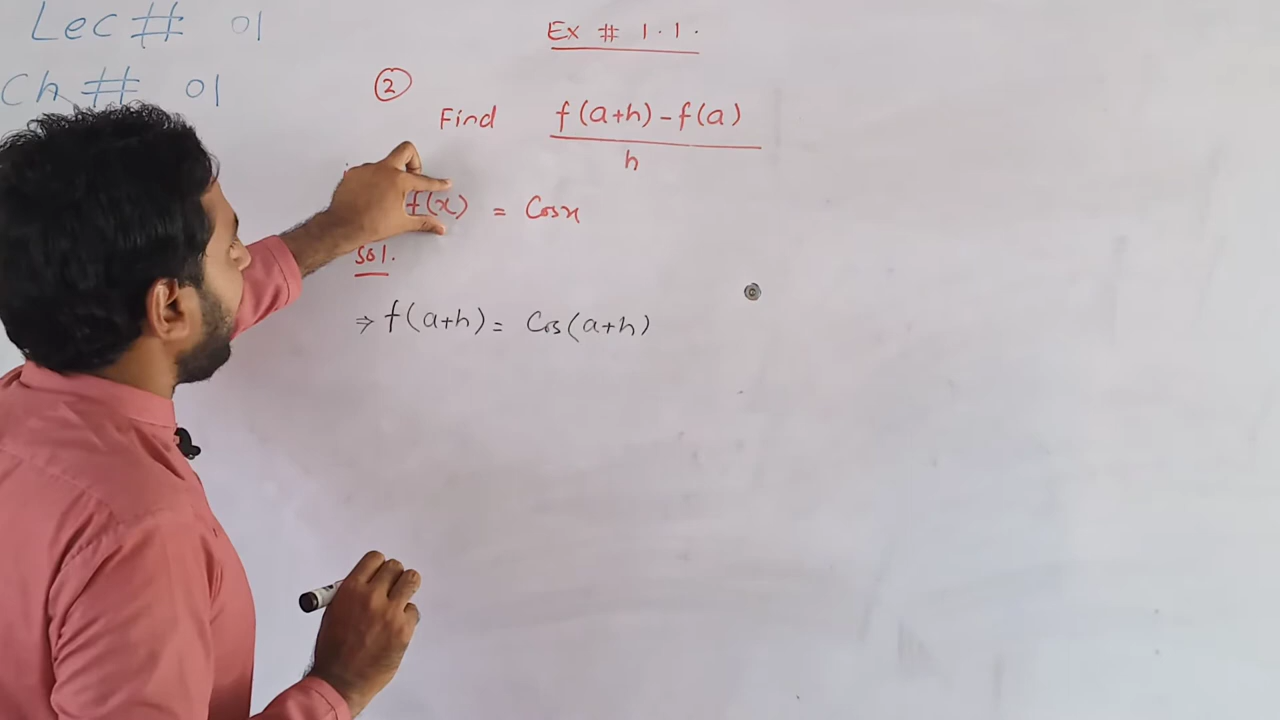 Lec # 01
Ch # 01
Ex # 1.1.
②
Find f(a+h)-f(a)
h
f(x) = Cosx
Sol.
⇒ f(a+h) = Cos(a+h)